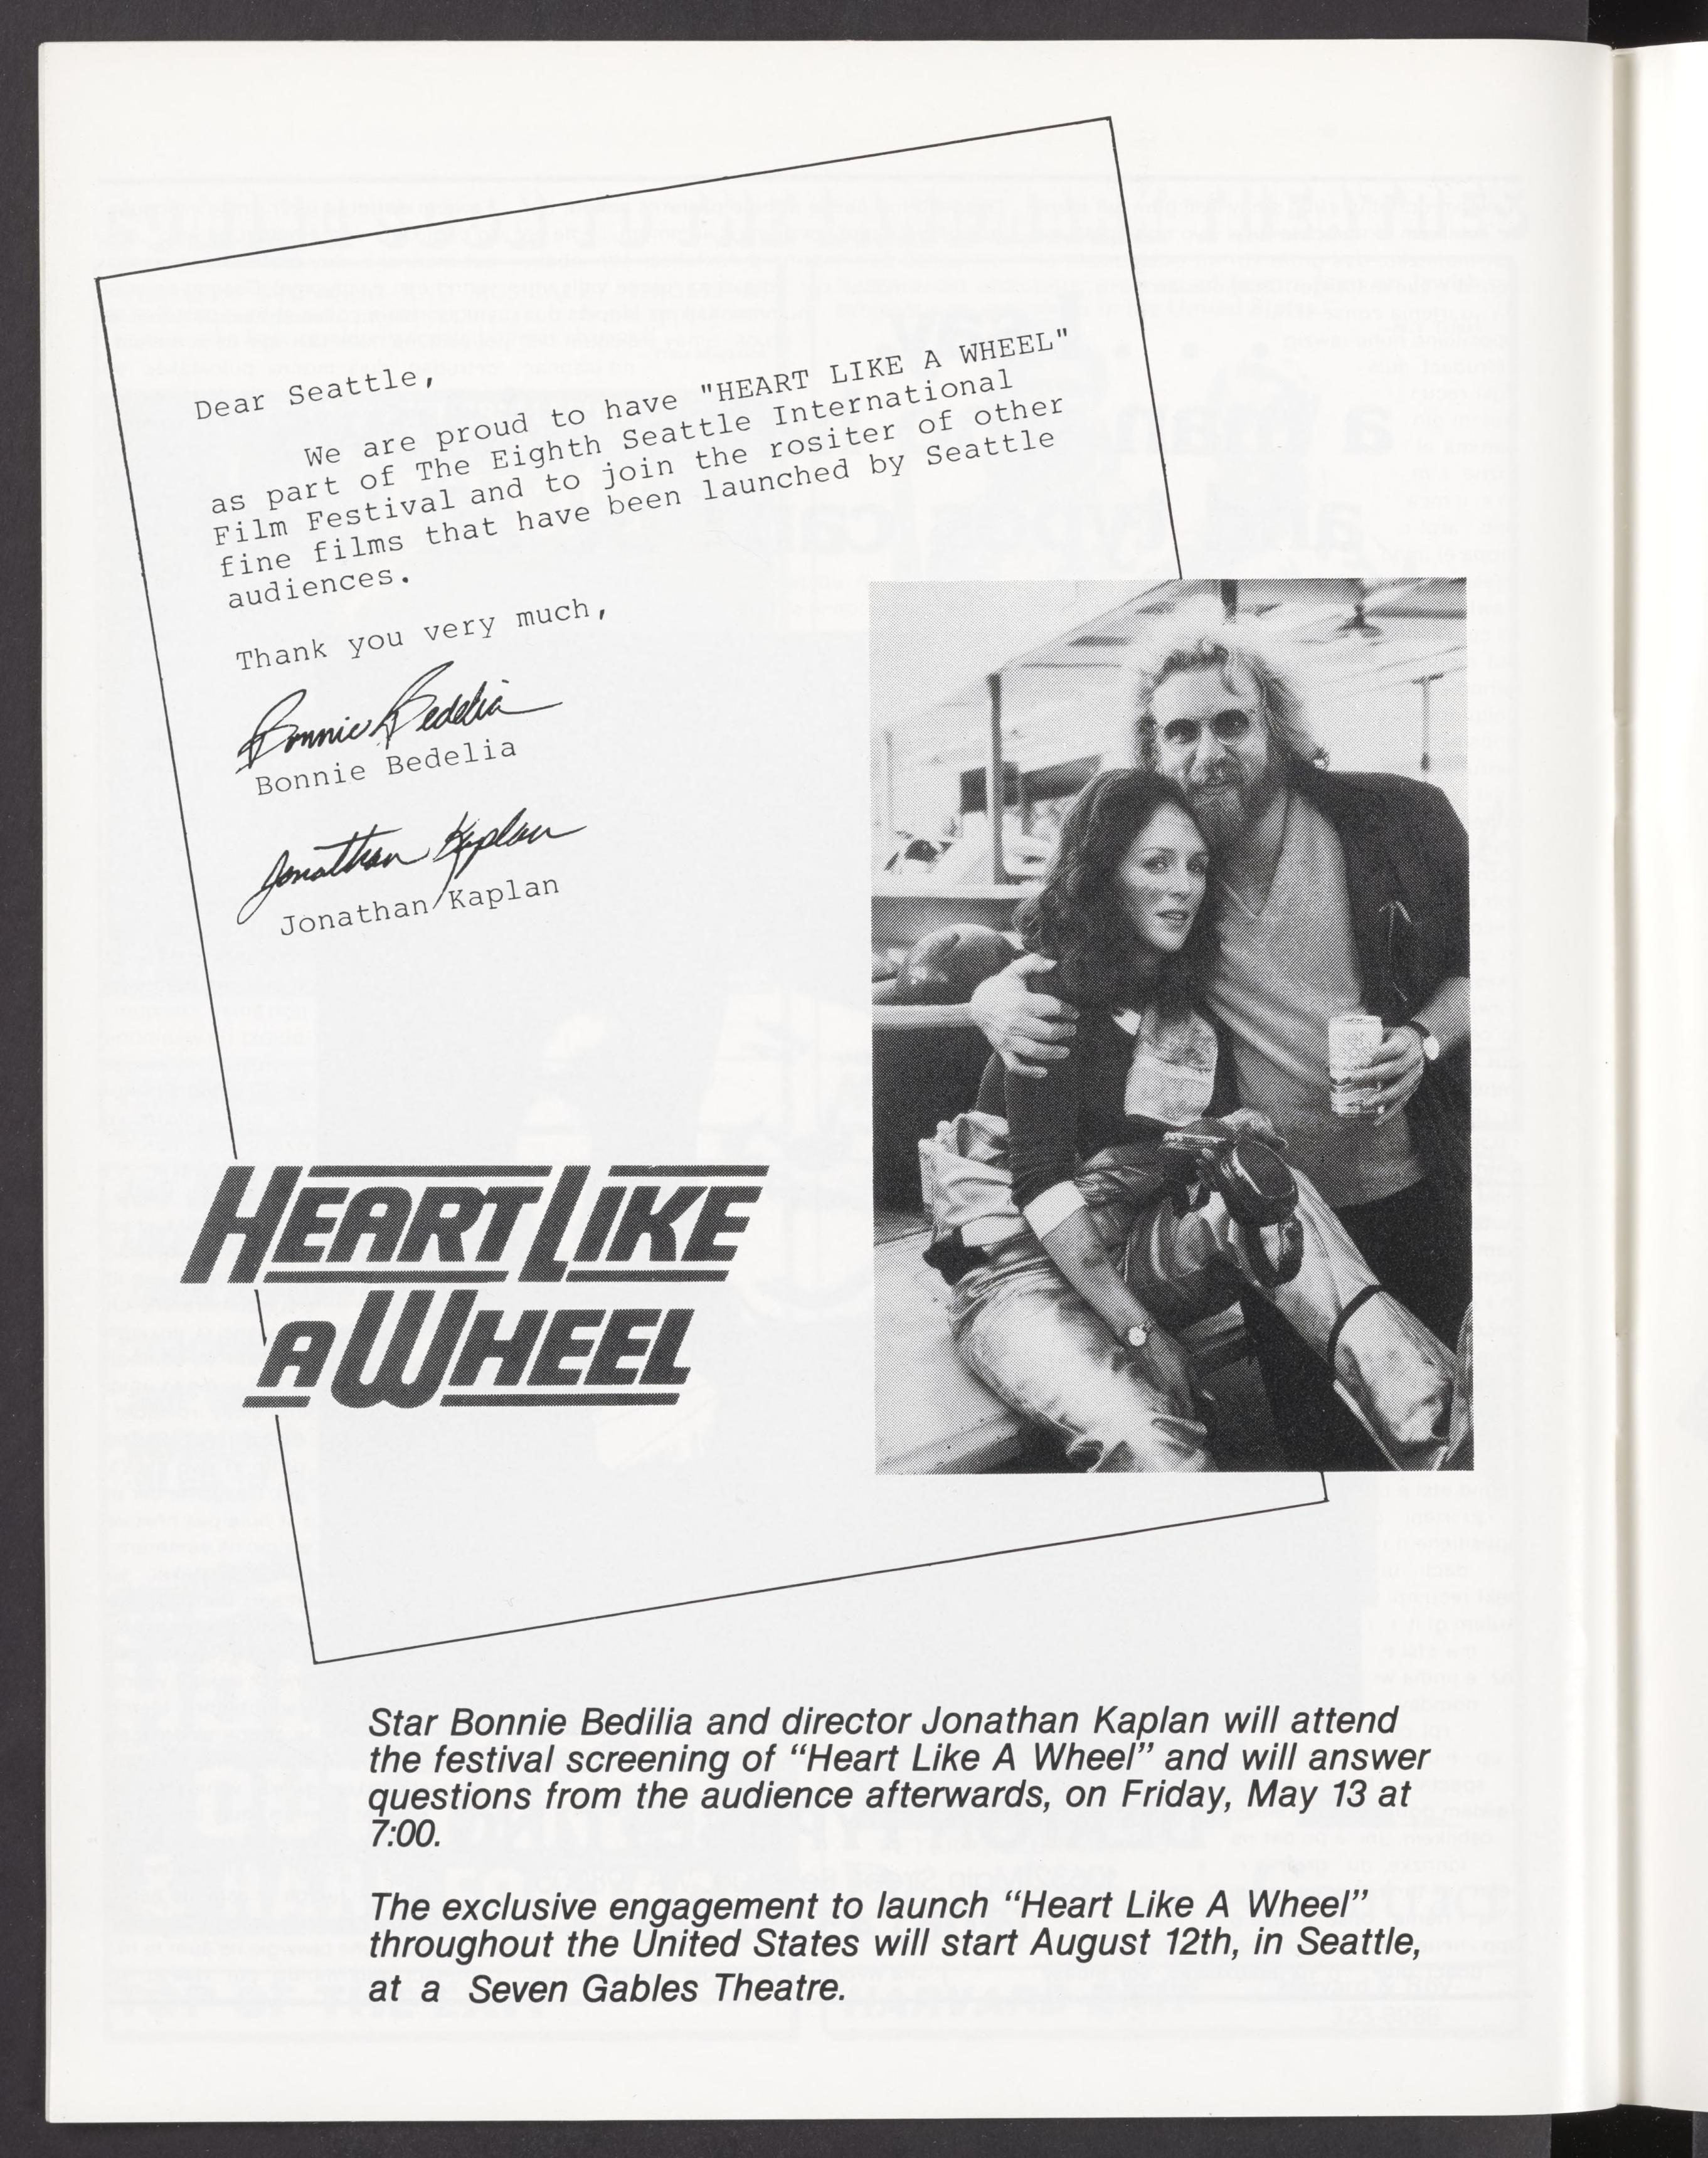 Dear Seattle,
We are proud to have "HEART LIKE A WHEEL"
as part of The Eighth Seattle International
Film Festival and to join the rositer of other
fine films that have been launched by Seattle
audiences.
Thank you very much,
Bonnie Bedelia
Bonnie Bedelia
Jonathan Kaplan
Jonathan Kaplan
HEART LIKE
A WHEEL
Star Bonnie Bedilia and director Jonathan Kaplan will attend
the festival screening of “Heart Like A Wheel” and will answer
questions from the audience afterwards, on Friday, May 13 at
7:00.
The exclusive engagement to launch “Heart Like A Wheel”
throughout the United States will start August 12th, in Seattle,
at a Seven Gables Theatre.